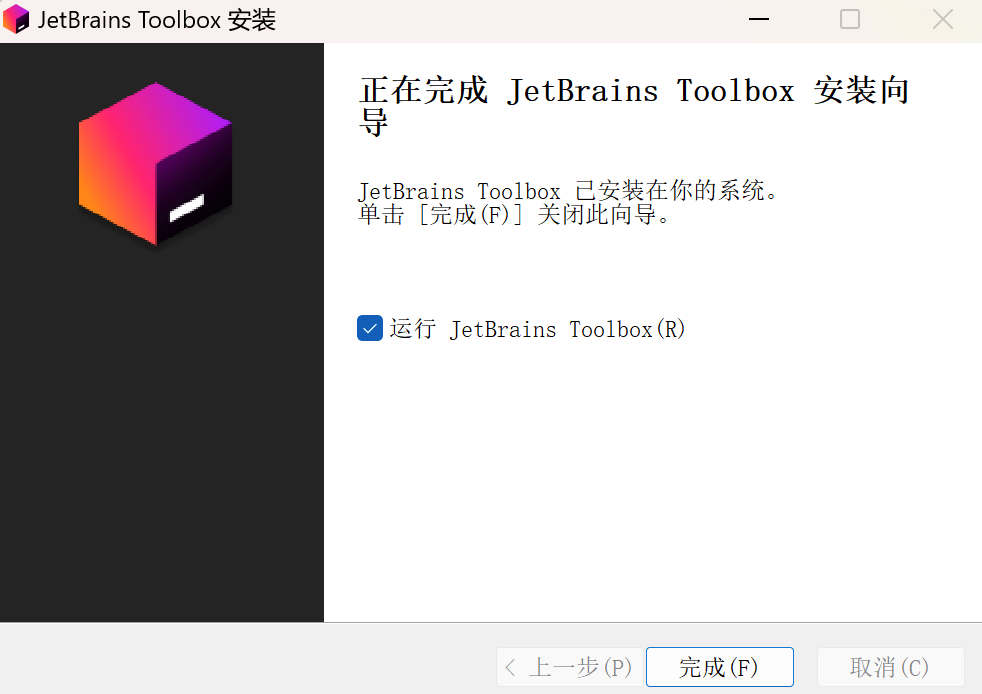 JetBrains Toolbox 安装
正在完成 JetBrains Toolbox 安装向
导
JetBrains Toolbox 已安装在你的系统。
单击 [完成(F)] 关闭此向导。
运行 JetBrains Toolbox(R)
< 上一步(P)
完成(F)
取消(C)